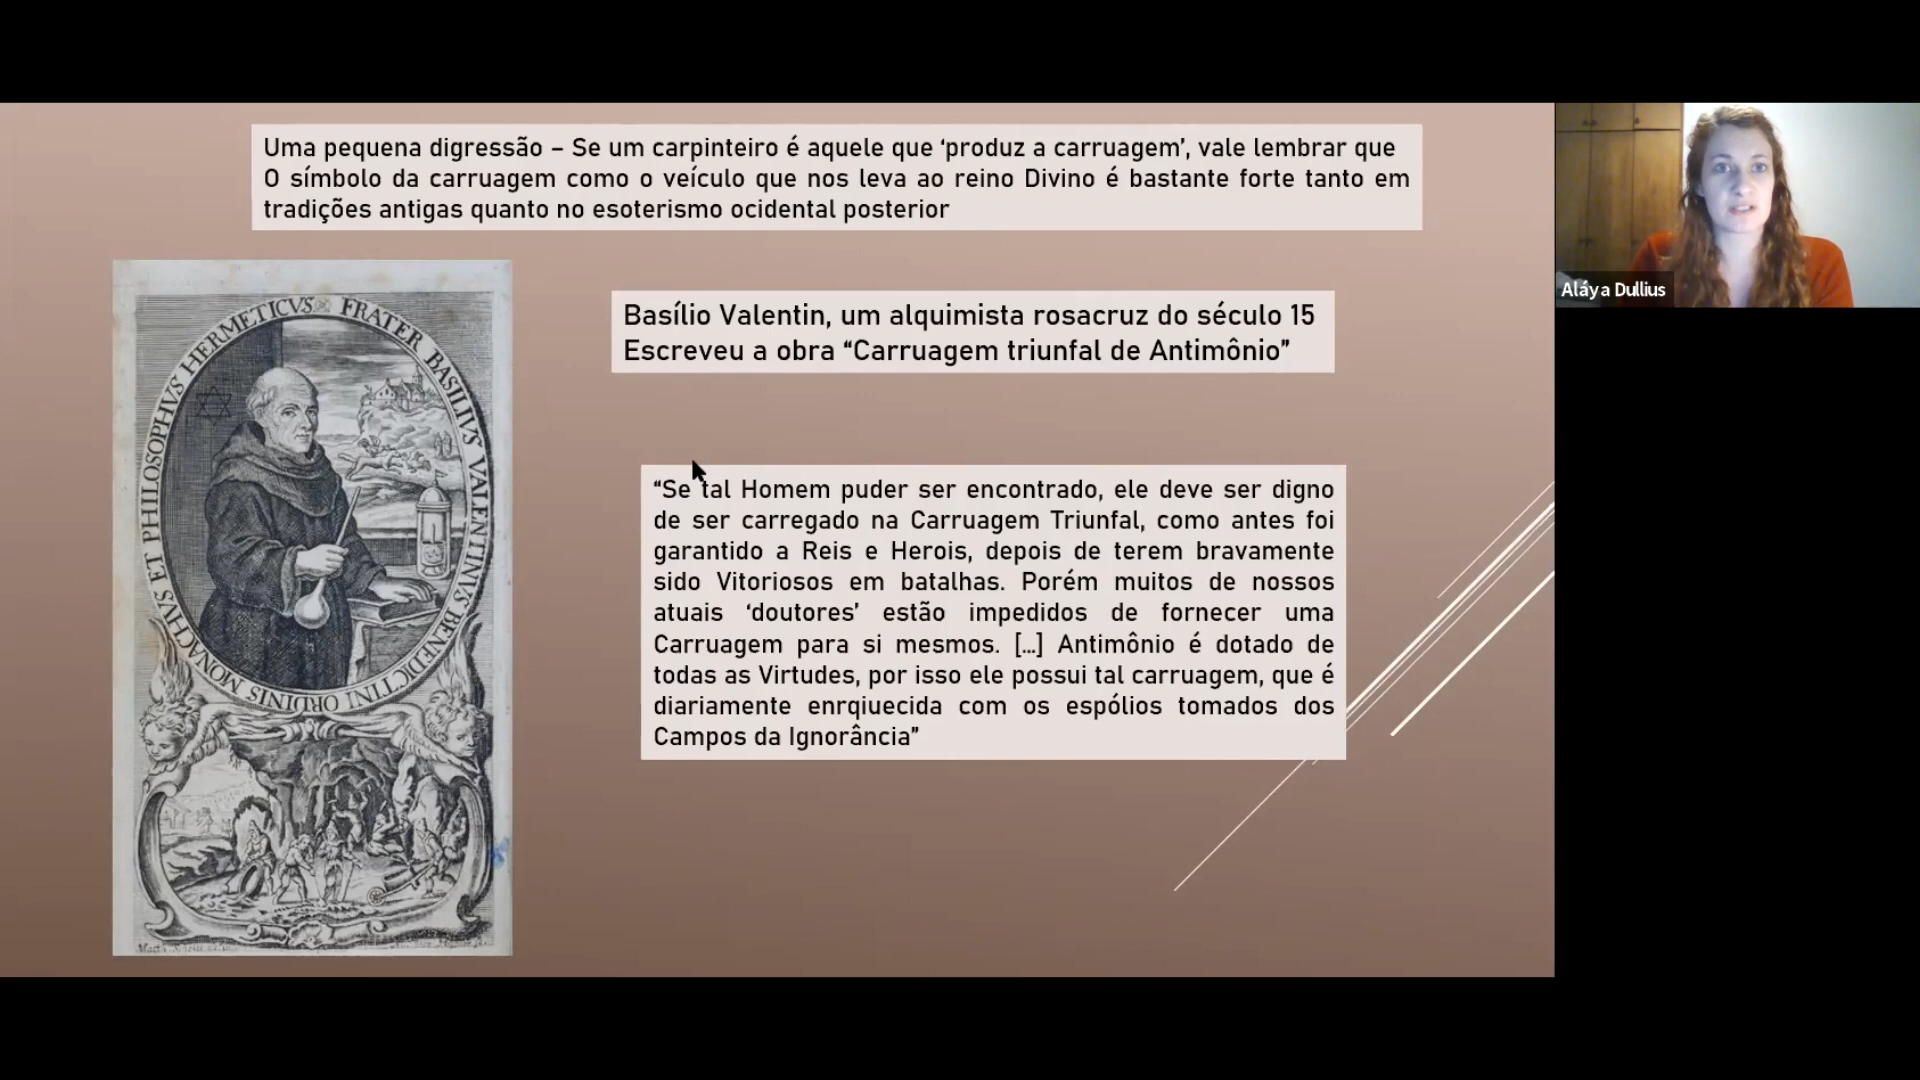 Uma pequena digressão – Se um carpinteiro é aquele que ‘produz a carruagem’, vale lembrar que
O símbolo da carruagem como o veículo que nos leva ao reino Divino é bastante forte tanto em
tradições antigas quanto no esoterismo ocidental posterior
Aláya Dullius
Basílio Valentin, um alquimista rosacruz do século 15
Escreveu a obra “Carruagem triunfal de Antimônio”
FRATER BASILIVS VALENTINVS BENEDICTINI ORDINIS MONACHVS ET PHILOSOPHVS HERMETICVS
“Se tal Homem puder ser encontrado, ele deve ser digno
de ser carregado na Carruagem Triunfal, como antes foi
garantido a Reis e Herois, depois de terem bravamente
sido Vitoriosos em batalhas. Porém muitos de nossos
atuais ‘doutores’ estão impedidos de fornecer uma
Carruagem para si mesmos. [...] Antimônio é dotado de
todas as Virtudes, por isso ele possui tal carruagem, que é
diariamente enrqiuecida com os espólios tomados dos
Campos da Ignorância”